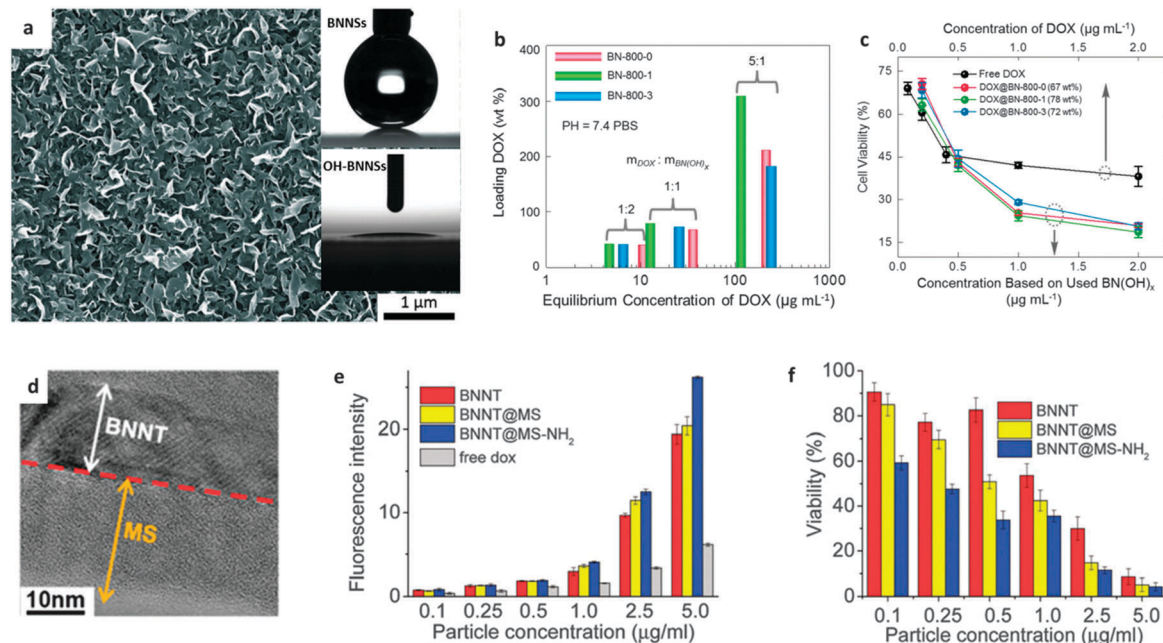 a
BNNSs
OH-BNNSs
1 µm
b
Loading DOX (wt %)
400
300
200
100
0
BN-800-0
BN-800-1
BN-800-3
PH = 7.4 PBS
5:1
mDOX : mBN(OH)x
1:1
1:2
1 10 100 1000
Equilibrium Concentration of DOX (µg mL-1)
c
Concentration of DOX (µg mL-1)
0.0 0.5 1.0 1.5 2.0
Cell Viability (%)
75
60
45
30
15
Free DOX
DOX@BN-800-0 (67 wt%)
DOX@BN-800-1 (78 wt%)
DOX@BN-800-3 (72 wt%)
0.0 0.5 1.0 1.5 2.0
Concentration Based on Used BN(OH)x
(µg mL-1)
d
BNNT
MS
10nm
e
Fluorescence intensity
20
10
0
BNNT
BNNT@MS
BNNT@MS-NH2
free dox
0.1 0.25 0.5 1.0 2.5 5.0
Particle concentration (µg/ml)
f
Viability (%)
100
80
60
40
20
0
BNNT
BNNT@MS
BNNT@MS-NH2
0.1 0.25 0.5 1.0 2.5 5.0
Particle concentration (µg/ml)